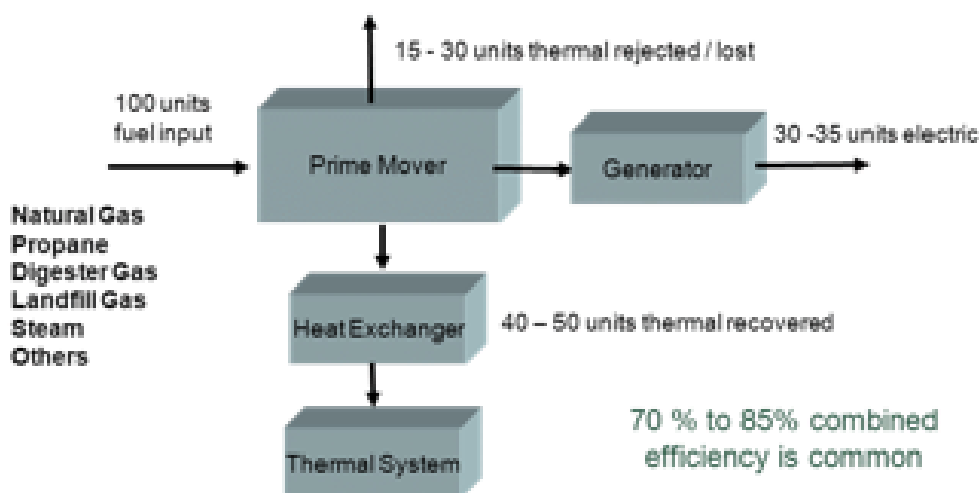 15 - 30 units thermal rejected / lost
100 units
fuel input
Prime Mover
Generator
30 -35 units electric
Natural Gas
Propane
Digester Gas
Landfill Gas
Steam
Others
Heat Exchanger
40 – 50 units thermal recovered
Thermal System
70 % to 85% combined
efficiency is common